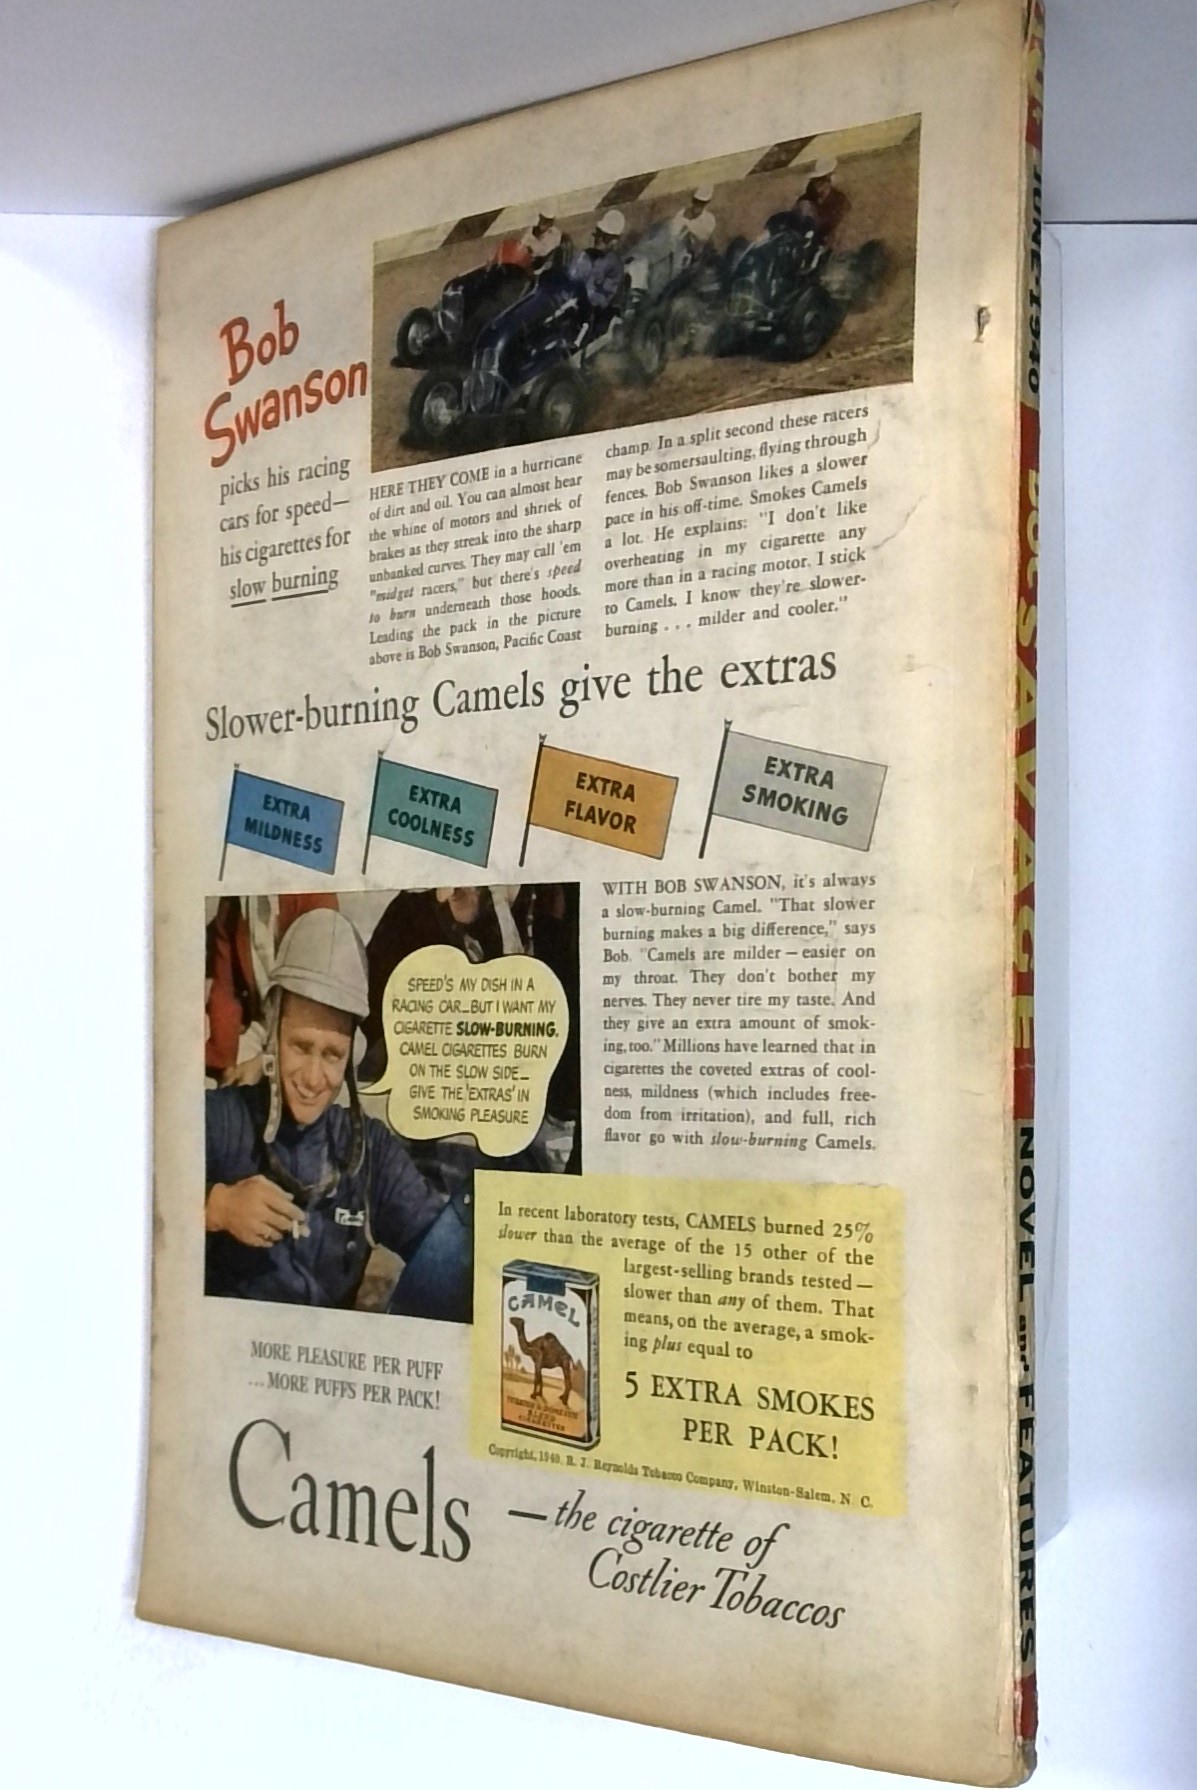 Bob
Swanson
picks his racing
cars for speed—
his cigarettes for
slow burning
HERE THEY COME in a hurricane
of dirt and oil. You can almost hear
the whine of motors and shriek of
brakes as they streak into the sharp
unbanked curves. They may call 'em
"midget racers," but there's speed
to burn underneath those hoods.
Leading the pack in the picture
above is Bob Swanson, Pacific Coast
champ. In a split second these racers
may be somersaulting, flying through
fences. Bob Swanson likes a slower
pace in his off-time. Smokes Camels
a lot. He explains: "I don't like
overheating in my cigarette any
more than in a racing motor. I stick
to Camels. I know they're slower-
burning . . . milder and cooler."
Slower-burning Camels give the extras
EXTRA
MILDNESS
EXTRA
COOLNESS
EXTRA
FLAVOR
EXTRA
SMOKING
SPEED'S MY DISH IN A
RACING CAR—BUT I WANT MY
CIGARETTE SLOW-BURNING.
CAMEL CIGARETTES BURN
ON THE SLOW SIDE—
GIVE THE 'EXTRAS' IN
SMOKING PLEASURE
WITH BOB SWANSON, it's always
a slow-burning Camel. "That slower
burning makes a big difference," says
Bob. "Camels are milder—easier on
my throat. They don't bother my
nerves. They never tire my taste. And
they give an extra amount of smok-
ing, too." Millions have learned that in
cigarettes the coveted extras of cool-
ness, mildness (which includes free-
dom from irritation), and full, rich
flavor go with slow-burning Camels.
In recent laboratory tests, CAMELS burned 25%
slower than the average of the 15 other of the
largest-selling brands tested—
slower than any of them. That
means, on the average, a smok-
ing plus equal to
5 EXTRA SMOKES
PER PACK!
CAMEL
TURKISH & DOMESTIC
BLEND
CIGARETTES
Copyright, 1940, R. J. Reynolds Tobacco Company, Winston-Salem, N. C.
MORE PLEASURE PER PUFF
...MORE PUFFS PER PACK!
Camels
—the cigarette of
Costlier Tobaccos
JUNE-1940
DOC SAVAGE
NOVEL and FEATURES